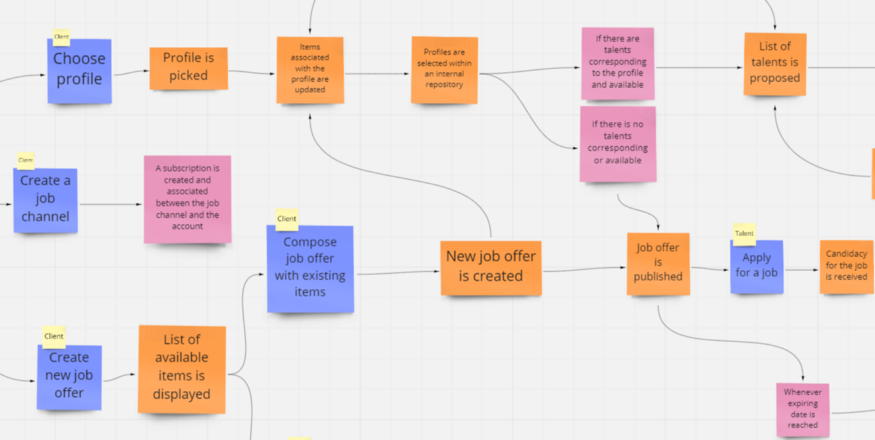 Client
Choose
profile
Profile is
picked
Items
associated
with the
profile are
updated
Profiles are
selected within
an internal
repository
If there are
talents
corresponding
to the profile
and available
List of
talents is
proposed
If there is no
talents
corresponding
or available
Client
Create a
job
channel
A subscription is
created and
associated
between the job
channel and the
account
Client
Compose
job offer
with existing
items
New job offer
is created
Job offer
is
published
Talent
Apply
for a job
Candidacy
for the job
is received
Client
Create
new job
offer
List of
available
items is
displayed
Whenever
expiring
date is
reached